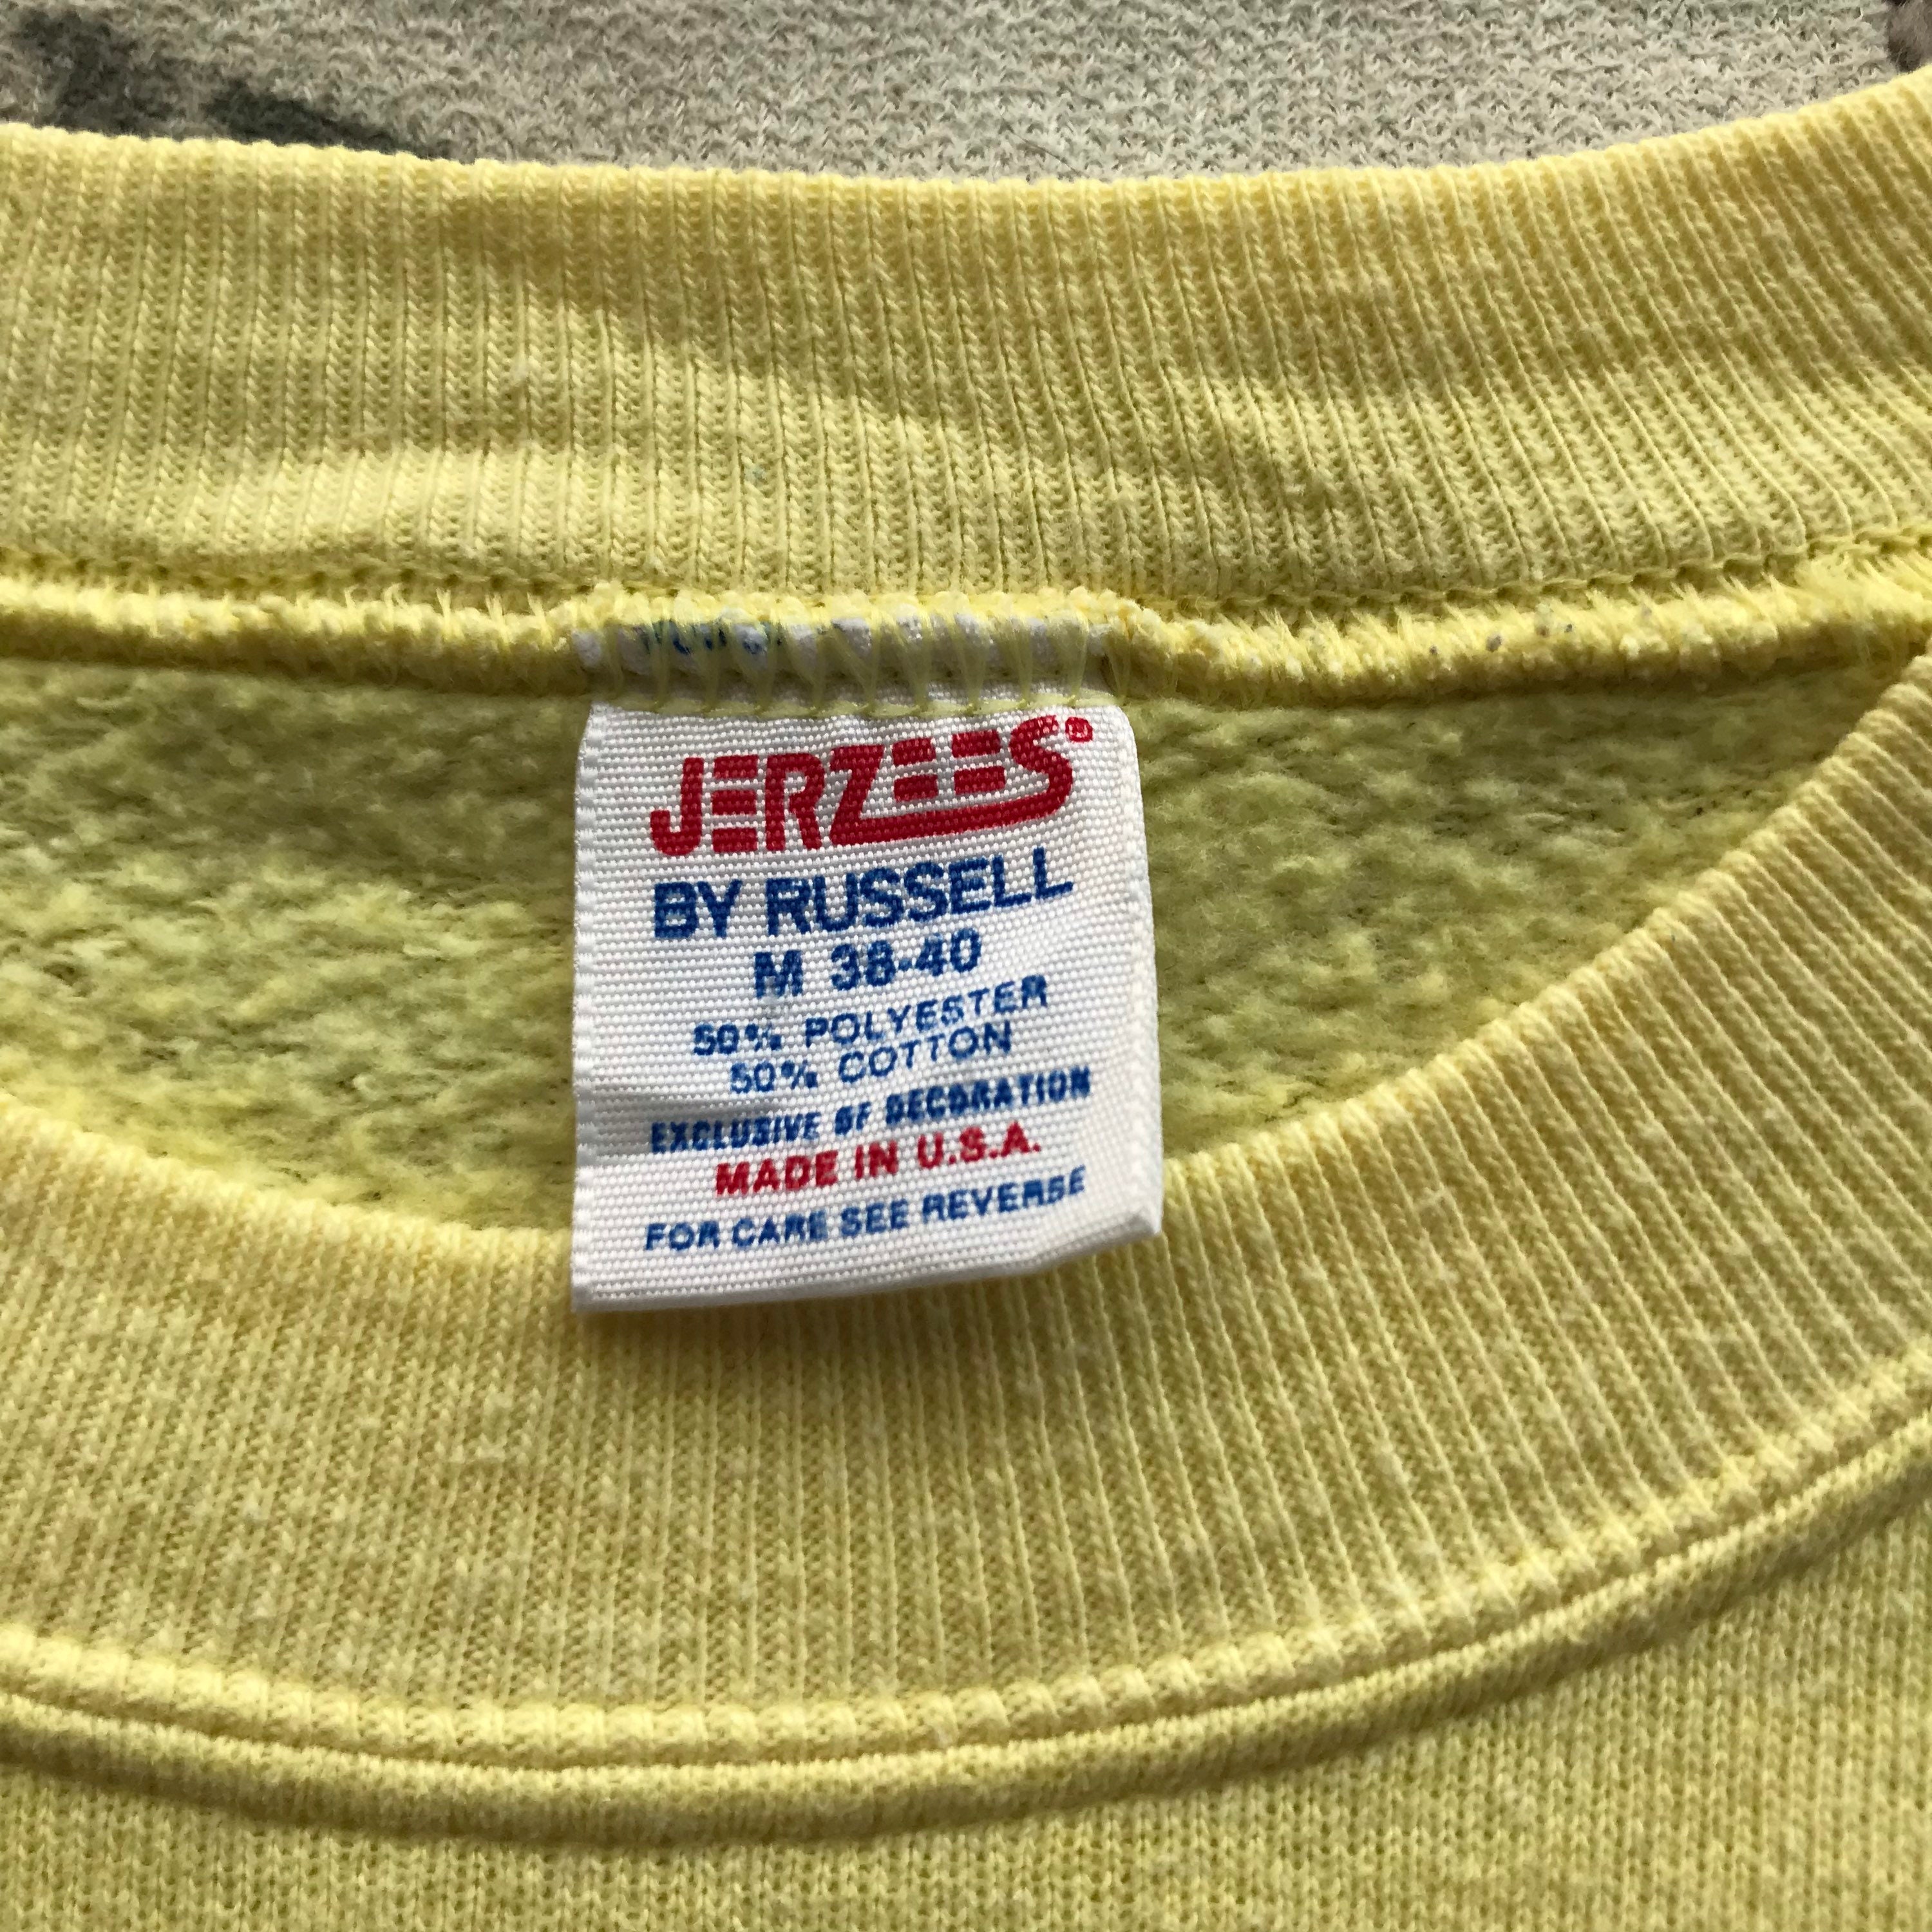 JERZEES®
BY RUSSELL
M 38-40
50% POLYESTER
50% COTTON
EXCLUSIVE OF DECORATION
MADE IN U.S.A.
FOR CARE SEE REVERSE